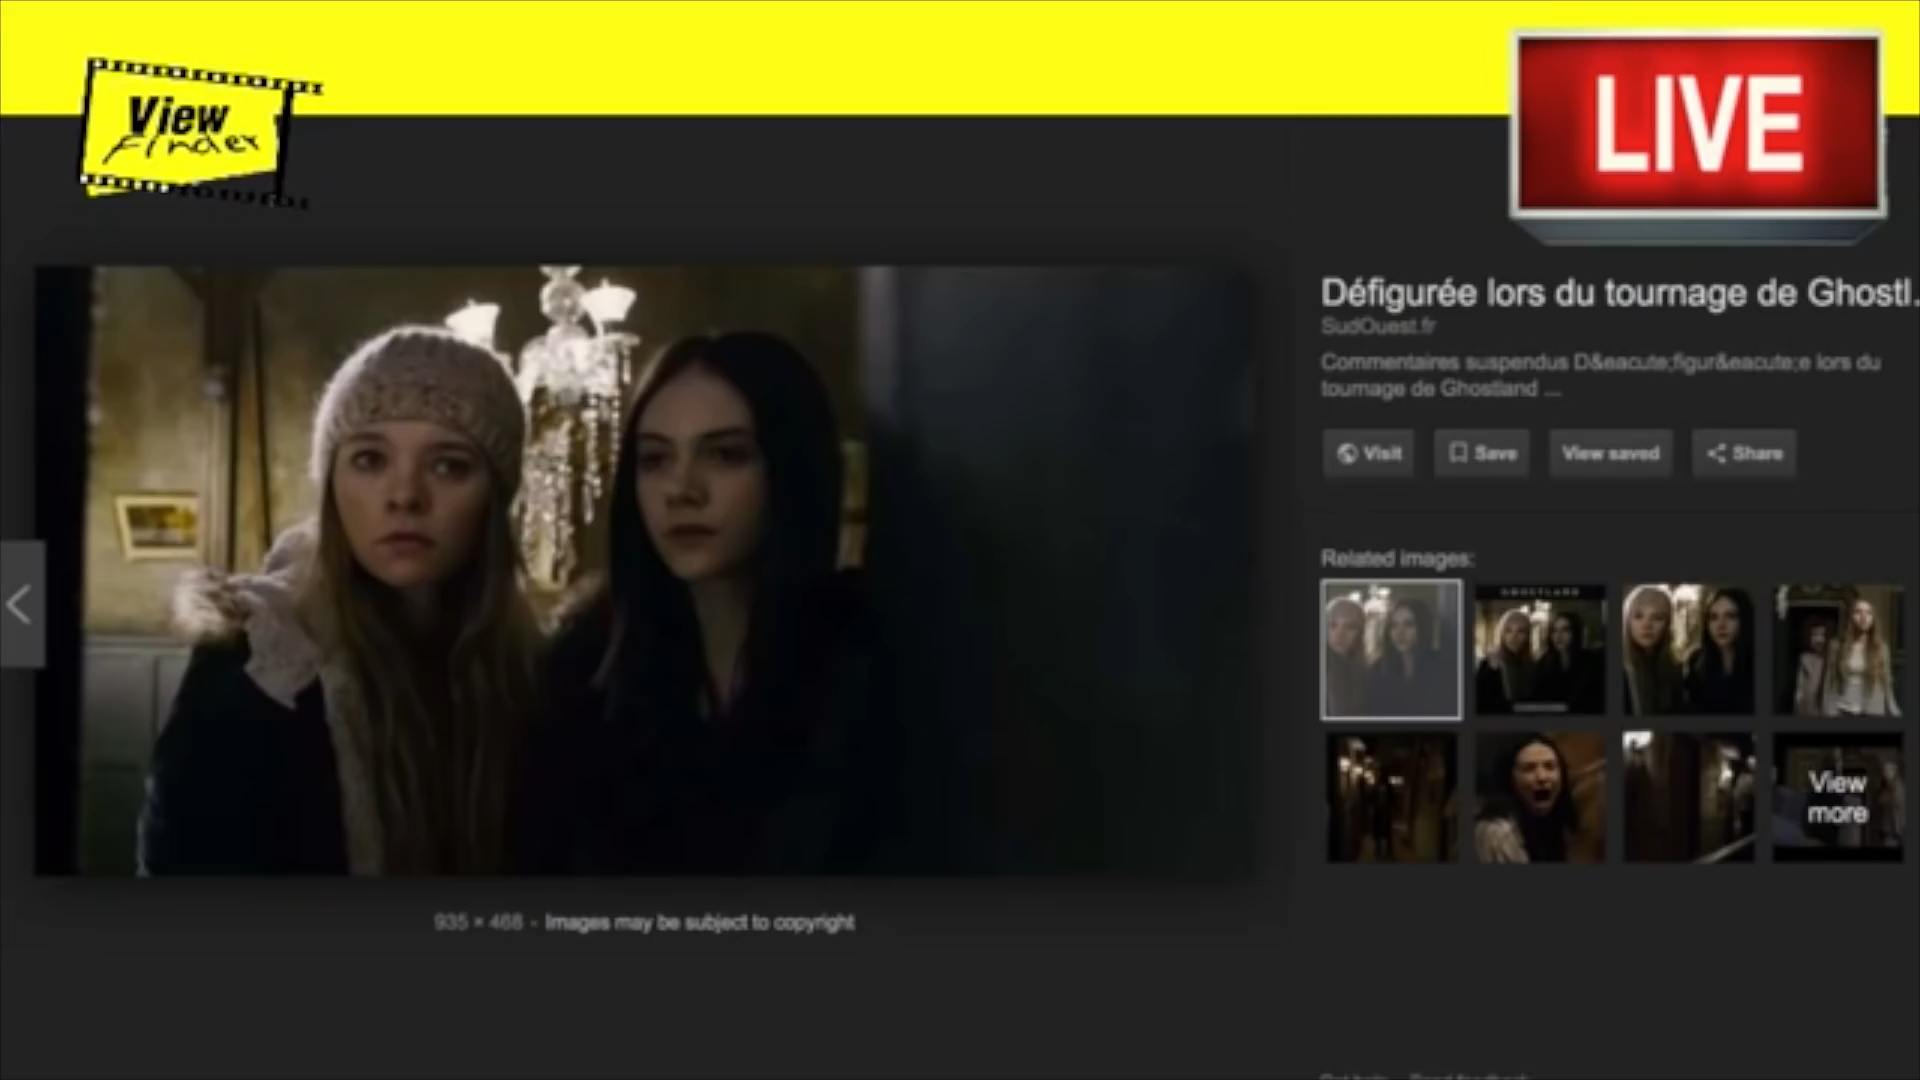 View
Finder
LIVE
Défigurée lors du tournage de Ghostl.
SudOuest.fr
Commentaires suspendus D&eacute;figur&eacute;e lors du
tournage de Ghostland ...
Visit
Save
View saved
Share
Related images:
GHOSTLAND
View
more
935 × 468 - Images may be subject to copyright